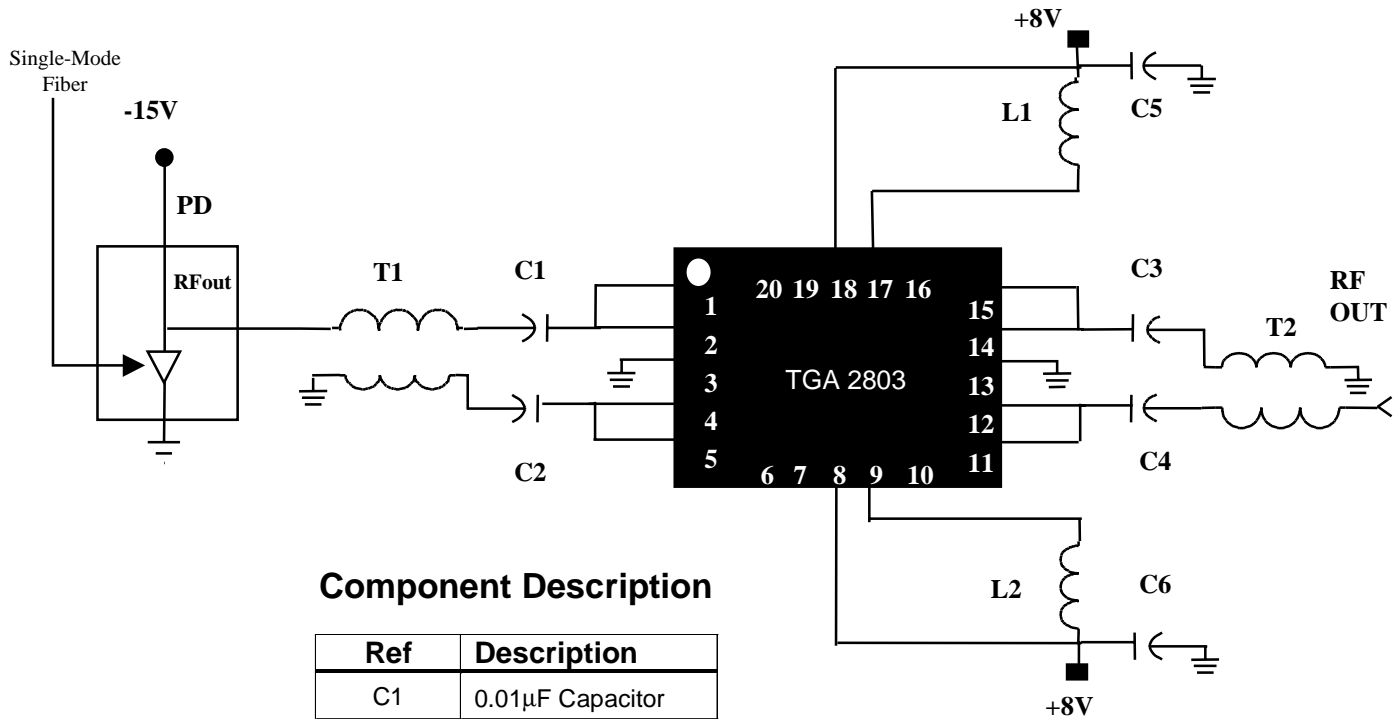 +8V
Single-Mode
Fiber
-15V
L1
C5
PD
RFout
T1
C1
C3
RF
OUT
T2
20 19 18 17 16
1
2
3
4
5
15
14
13
12
11
TGA 2803
6 7 8 9 10
C2
C4
L2
C6
+8V
Component Description
Ref Description
C1 0.01μF Capacitor